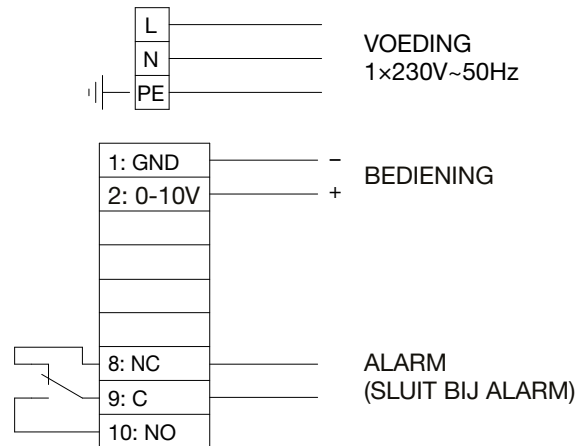 L
N
PE
VOEDING
1×230V~50Hz
1: GND
–
2: 0-10V
+
BEDIENING
8: NC
9: C
10: NO
ALARM
(SLUIT BIJ ALARM)